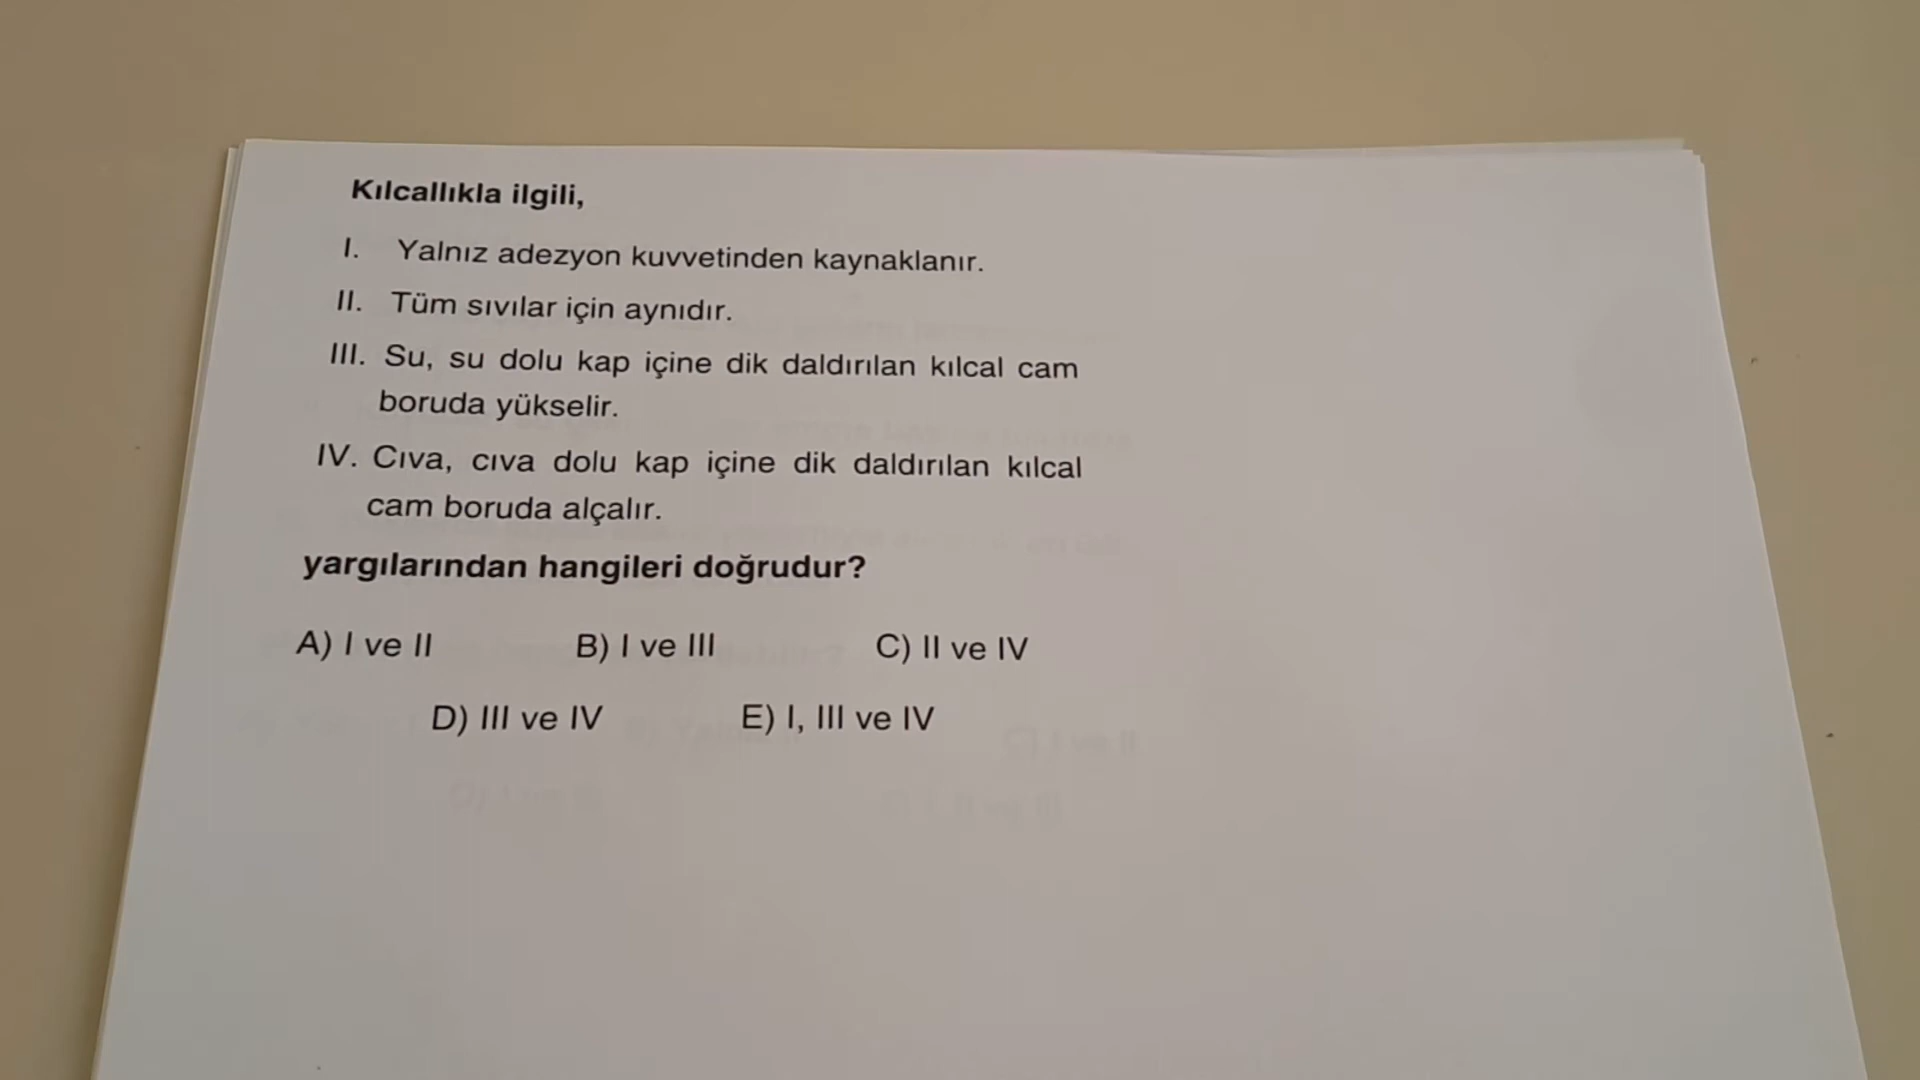 Kılcallıkla ilgili,
I. Yalnız adezyon kuvvetinden kaynaklanır.
II. Tüm sıvılar için aynıdır.
III. Su, su dolu kap içine dik daldırılan kılcal cam
boruda yükselir.
IV. Cıva, cıva dolu kap içine dik daldırılan kılcal
cam boruda alçalır.
yargılarından hangileri doğrudur?
A) I ve II B) I ve III C) II ve IV
D) III ve IV E) I, III ve IV